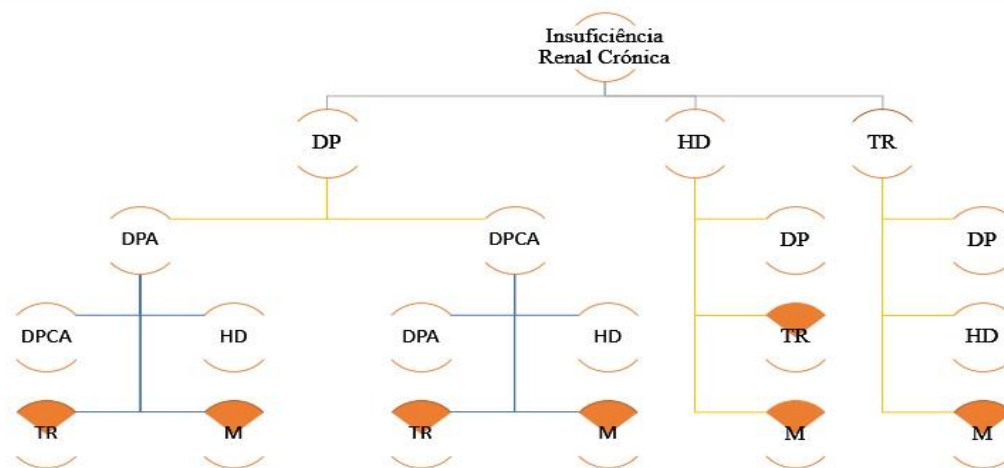 Insuficiência
Renal Crónica
DP
HD
TR
DPA
DPCA
DP
DP
DPCA
HD
DPA
HD
TR
HD
TR
M
TR
M
M
M